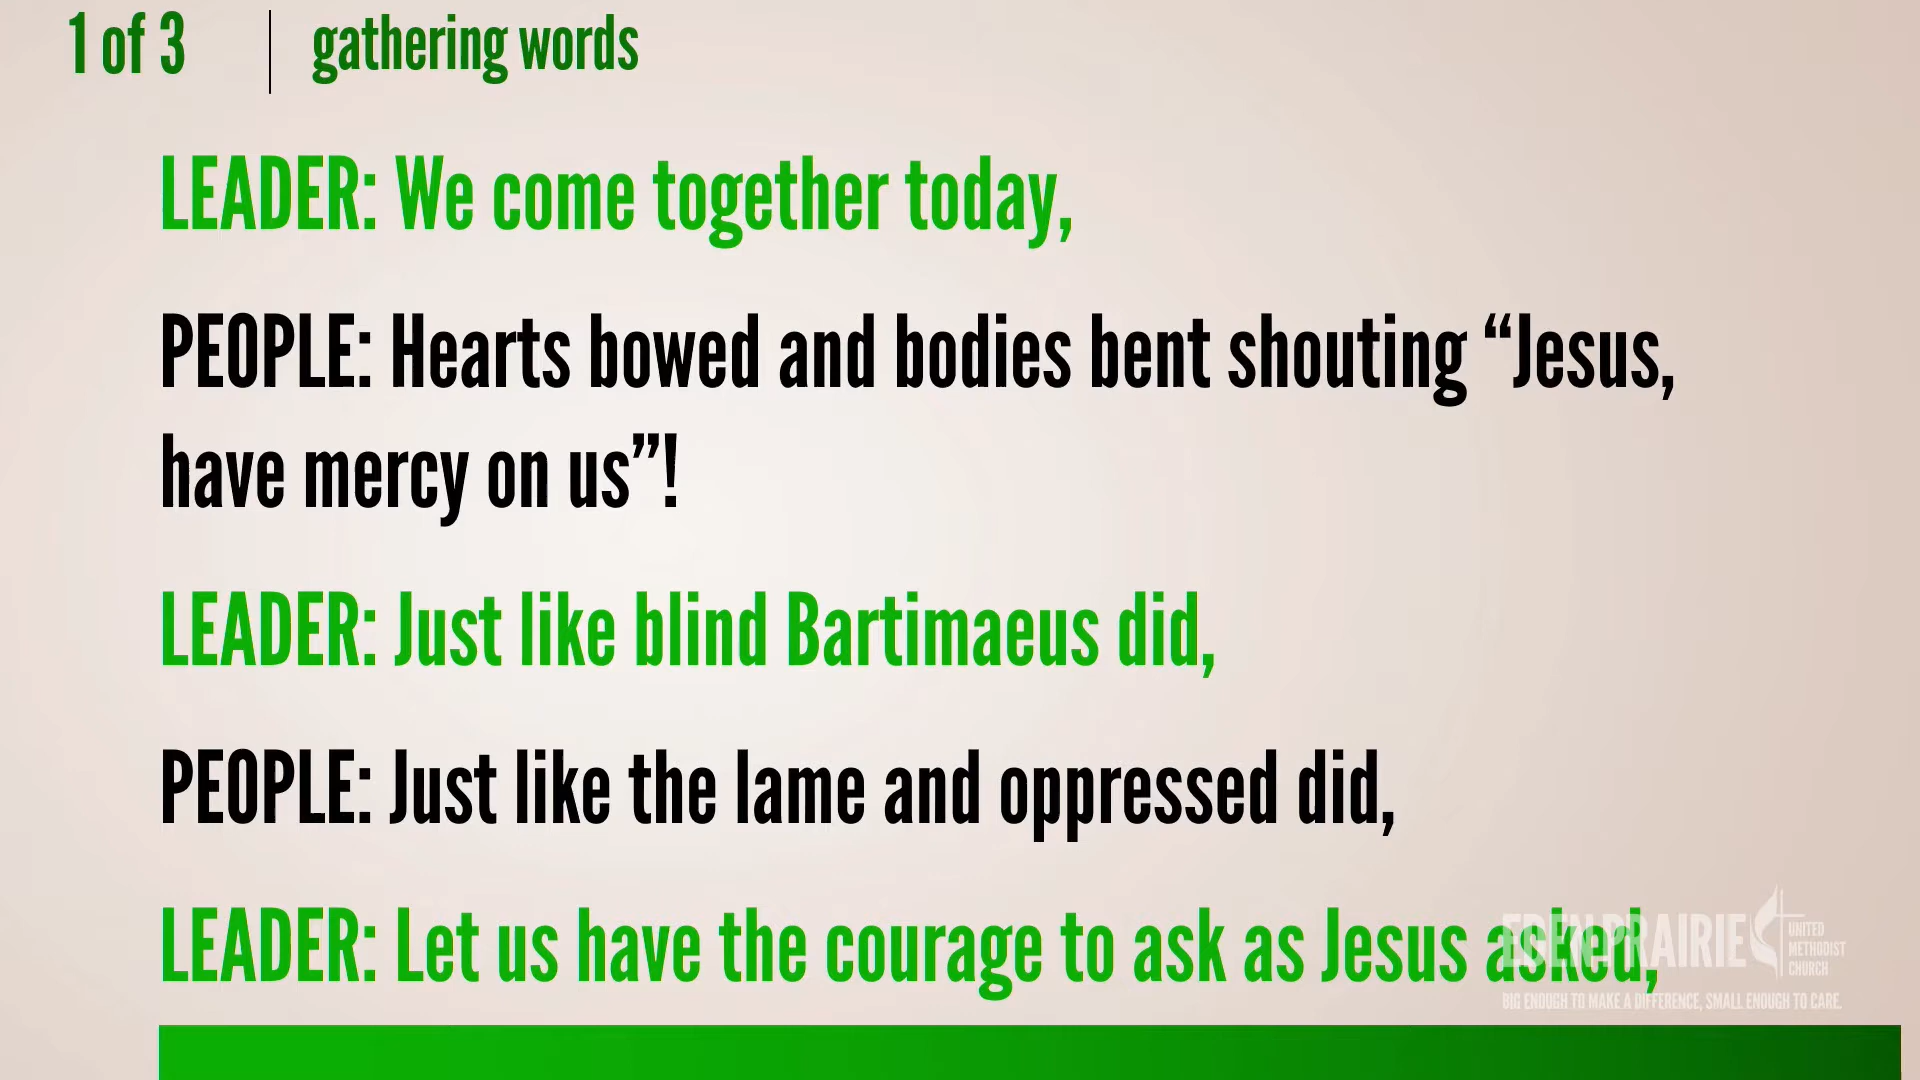 1 of 3 gathering words
LEADER: We come together today,
PEOPLE: Hearts bowed and bodies bent shouting “Jesus,
have mercy on us”!
LEADER: Just like blind Bartimaeus did,
PEOPLE: Just like the lame and oppressed did,
LEADER: Let us have the courage to ask as Jesus asked,
EDEN PRAIRIE
UNITED
METHODIST
CHURCH
BIG ENOUGH TO MAKE A DIFFERENCE, SMALL ENOUGH TO CARE.